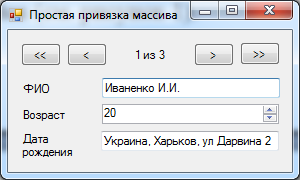 Простая привязка массива
<< < 1 из 3 > >>
ФИО Иваненко И.И.
Возраст 20
Дата рождения Украина, Харьков, ул Дарвина 2